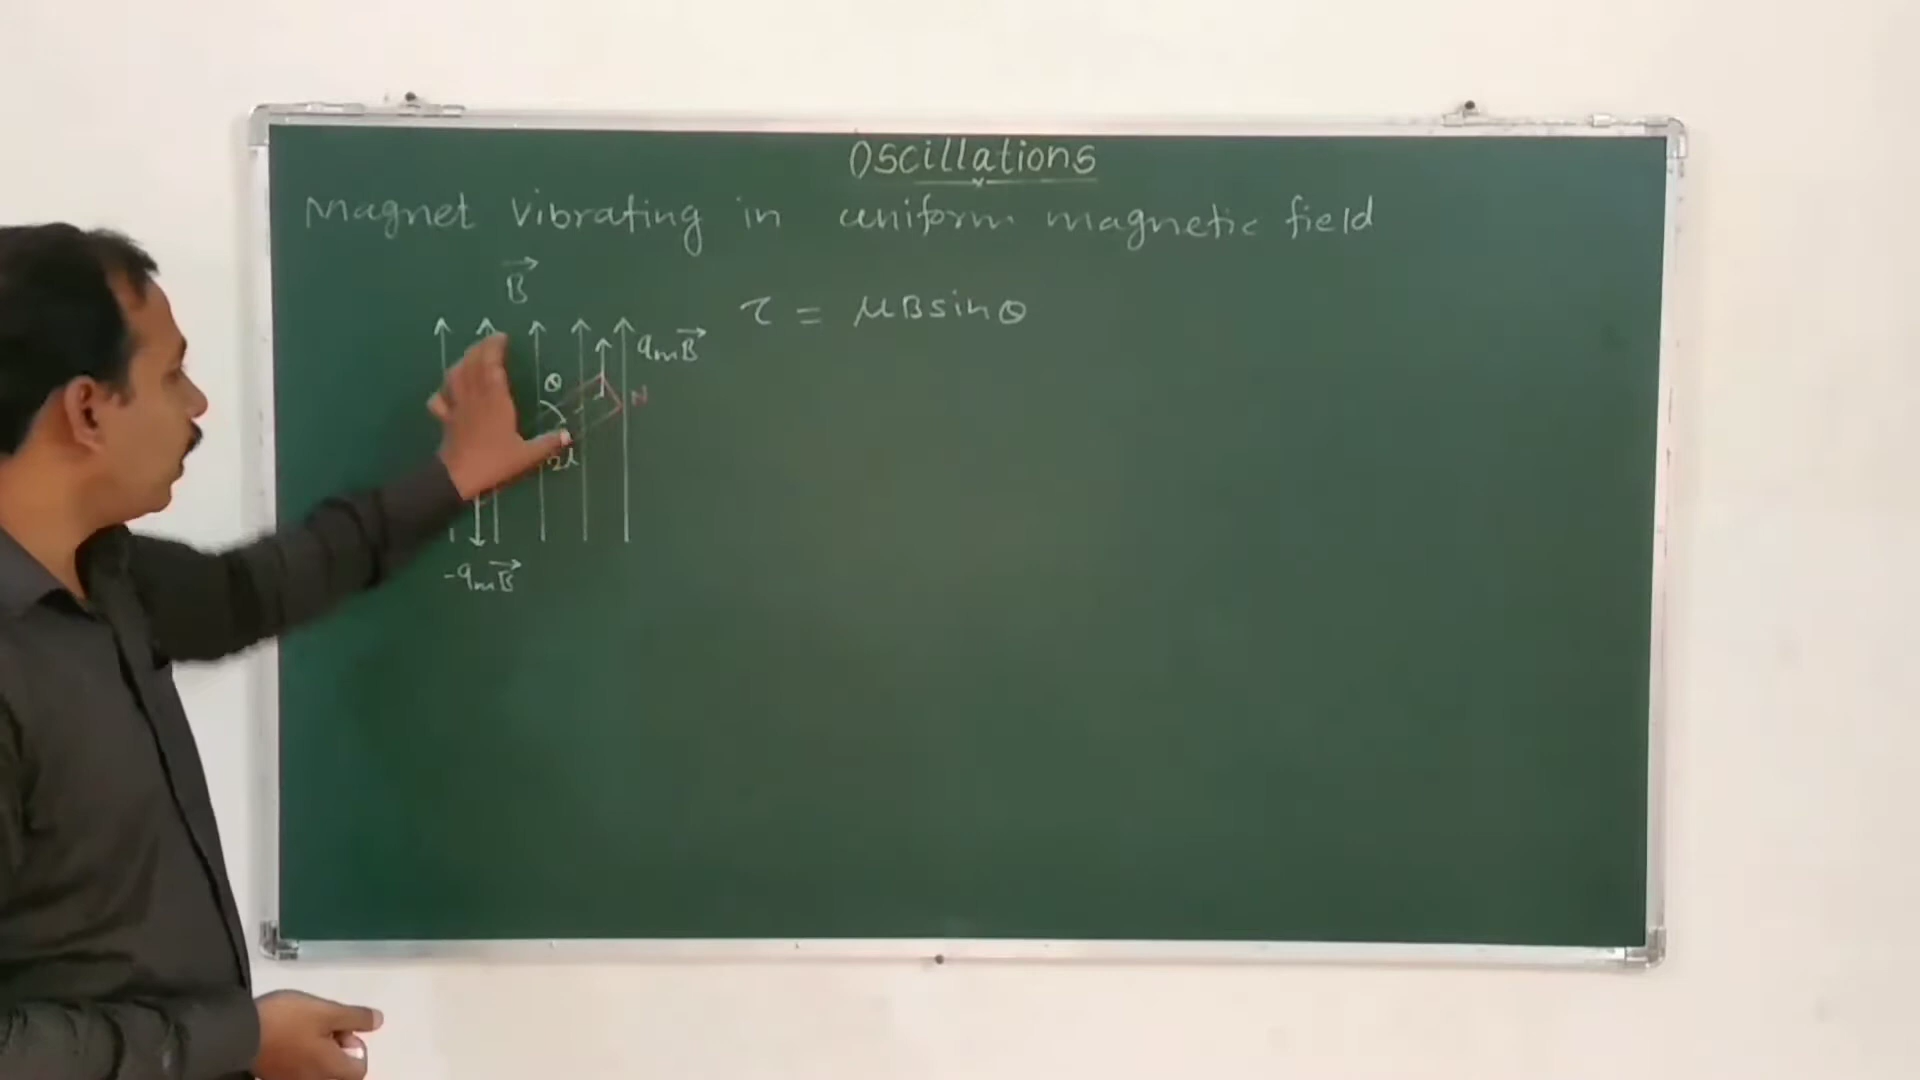 Oscillations
Magnet vibrating in uniform magnetic field
B⃗
τ = μBsinθ
qmB⃗
θ
N
2l
-qmB⃗